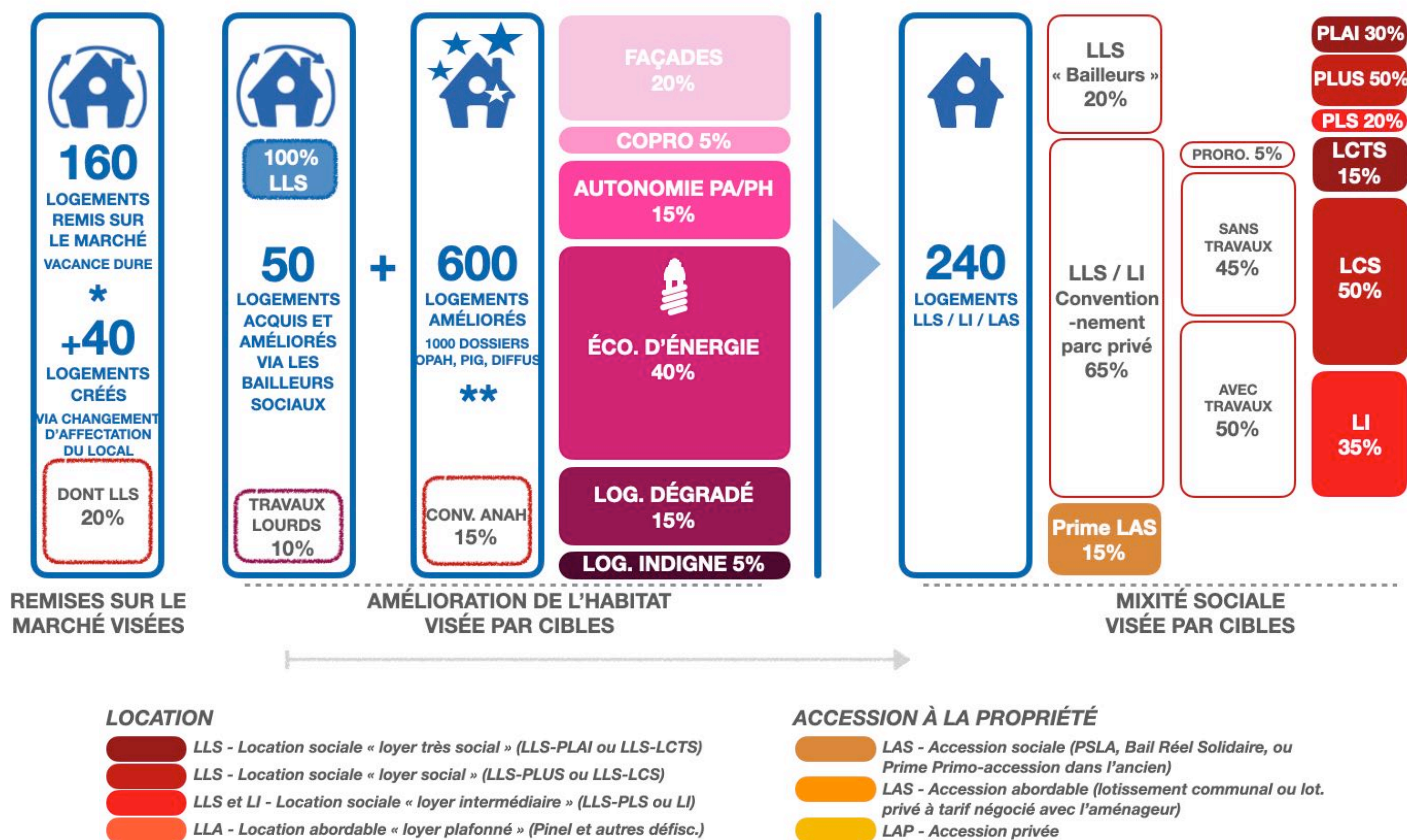 160
LOGEMENTS
REMIS SUR
LE MARCHÉ
VACANCE DURE
*
+40
LOGEMENTS
CRÉÉS
VIA CHANGEMENT
D'AFFECTATION
DU LOCAL
DONT LLS
20%
REMISES SUR LE
MARCHÉ VISÉES
100%
LLS
50
LOGEMENTS
ACQUIS ET
AMÉLIORÉS
VIA LES
BAILLEURS
SOCIAUX
TRAVAUX
LOURDS
10%
+
600
LOGEMENTS
AMÉLIORÉS
1000 DOSSIERS
OPAH, PIG, DIFFUS
**
CONV. ANAH
15%
FAÇADES
20%
COPRO 5%
AUTONOMIE PA/PH
15%
ÉCO. D'ÉNERGIE
40%
LOG. DÉGRADÉ
15%
LOG. INDIGNE 5%
AMÉLIORATION DE L'HABITAT
VISÉE PAR CIBLES
240
LOGEMENTS
LLS / LI / LAS
LLS
« Bailleurs »
20%
LLS / LI
Convention
-nement
parc privé
65%
Prime LAS
15%
PRORO. 5%
SANS
TRAVAUX
45%
AVEC
TRAVAUX
50%
PLAI 30%
PLUS 50%
PLS 20%
LCTS
15%
LCS
50%
LI
35%
MIXITÉ SOCIALE
VISÉE PAR CIBLES
LOCATION
LLS - Location sociale « loyer très social » (LLS-PLAI ou LLS-LCTS)
LLS - Location sociale « loyer social » (LLS-PLUS ou LLS-LCS)
LLS et LI - Location sociale « loyer intermédiaire » (LLS-PLS ou LI)
LLA - Location abordable « loyer plafonné » (Pinel et autres défisc.)
ACCESSION À LA PROPRIÉTÉ
LAS - Accession sociale (PSLA, Bail Réel Solidaire, ou
Prime Primo-accession dans l'ancien)
LAS - Accession abordable (lotissement communal ou lot.
privé à tarif négocié avec l'aménageur)
LAP - Accession privée